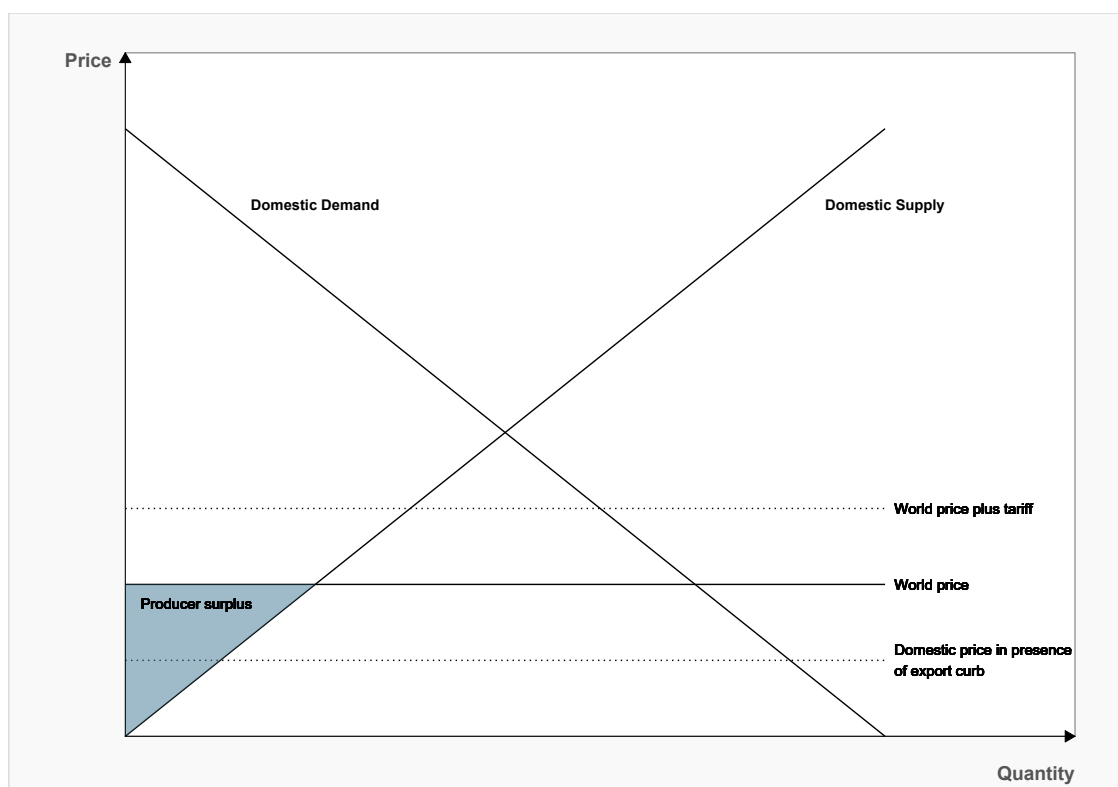 Price
Domestic Demand
Domestic Supply
World price plus tariff
World price
Producer surplus
Domestic price in presence
of export curb
Quantity